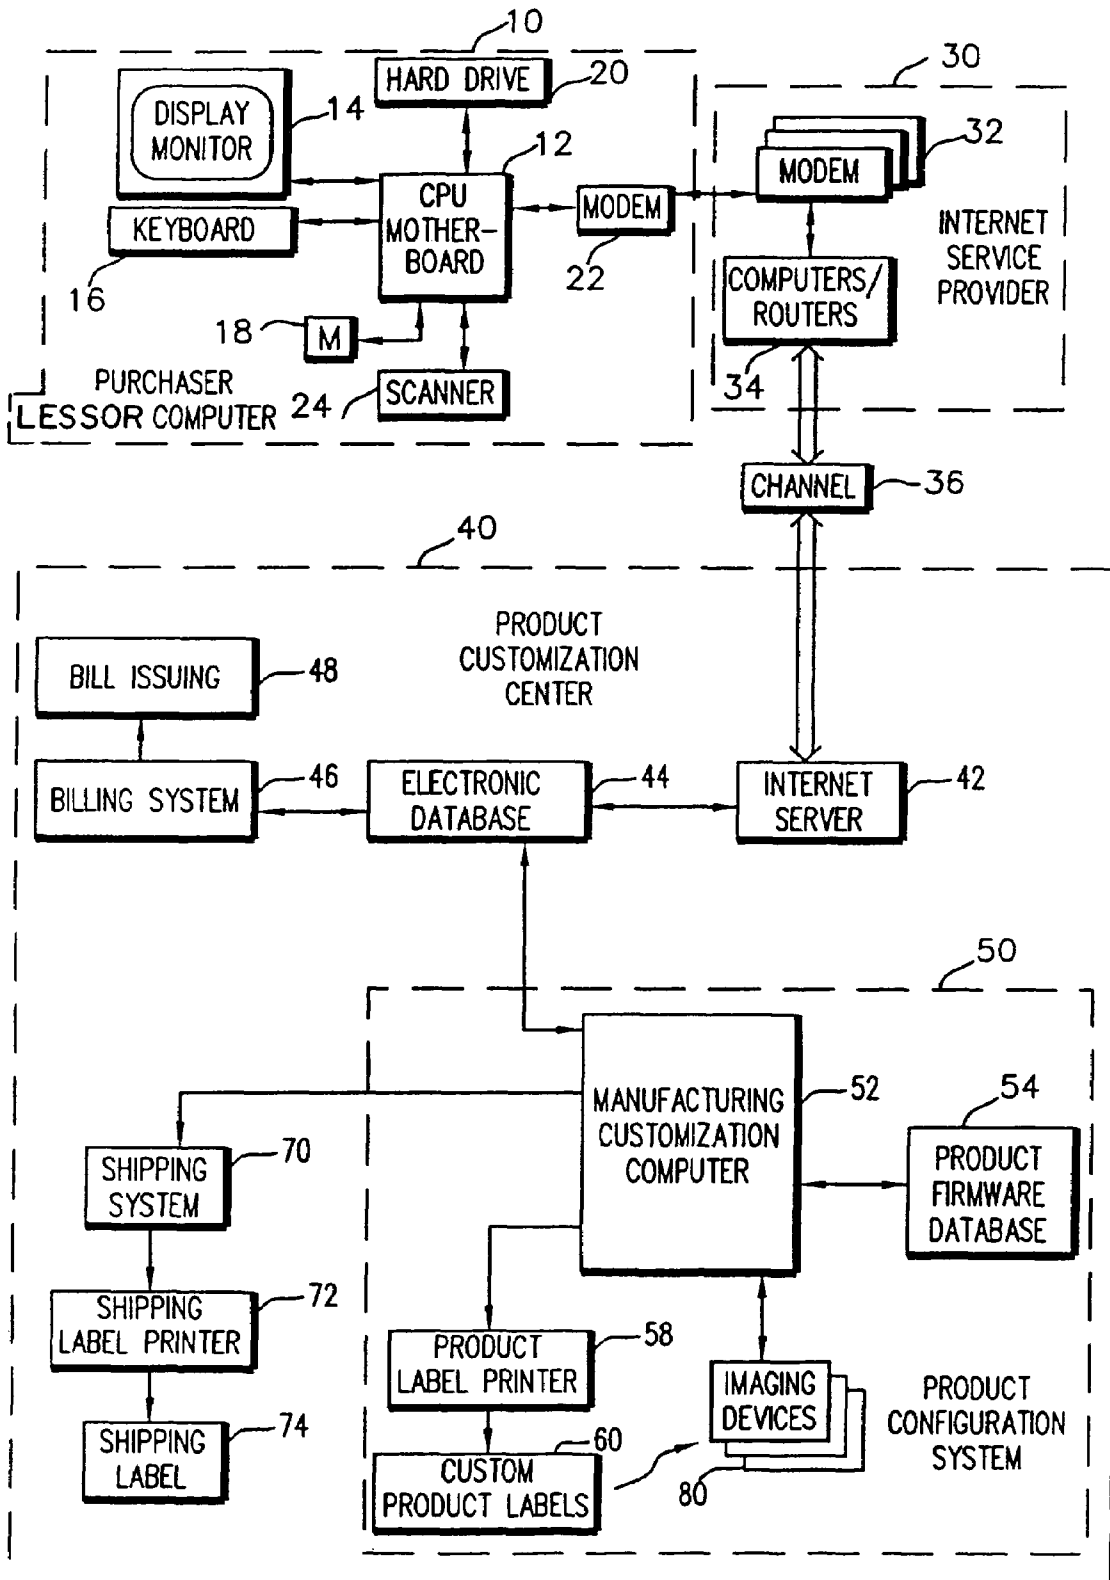 10
HARD DRIVE
20
30
DISPLAY
MONITOR
14
12
32
CPU
MOTHER-
BOARD
MODEM
MODEM
KEYBOARD
INTERNET
SERVICE
PROVIDER
16
22
COMPUTERS/
ROUTERS
18
M
34
PURCHASER
LESSOR COMPUTER
24
SCANNER
CHANNEL
36
40
PRODUCT
CUSTOMIZATION
CENTER
BILL ISSUING
48
BILLING SYSTEM
46
ELECTRONIC
DATABASE
44
INTERNET
SERVER
42
50
MANUFACTURING
CUSTOMIZATION
COMPUTER
52
54
PRODUCT
FIRMWARE
DATABASE
SHIPPING
SYSTEM
70
SHIPPING
LABEL PRINTER
72
PRODUCT
LABEL PRINTER
58
IMAGING
DEVICES
PRODUCT
CONFIGURATION
SYSTEM
SHIPPING
LABEL
74
60
CUSTOM
PRODUCT LABELS
80